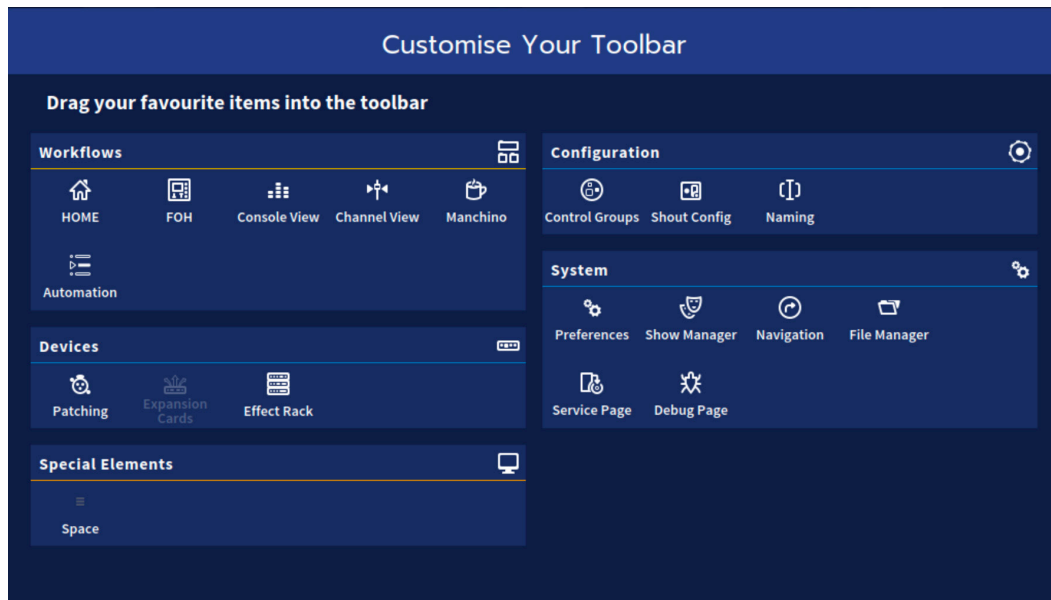 Customise Your Toolbar
Drag your favourite items into the toolbar
Workflows
HOME
FOH
Console View
Channel View
Manchino
Automation
Devices
Patching
Expansion
Cards
Effect Rack
Special Elements
Space
Configuration
Control Groups
Shout Config
Naming
System
Preferences
Show Manager
Navigation
File Manager
Service Page
Debug Page